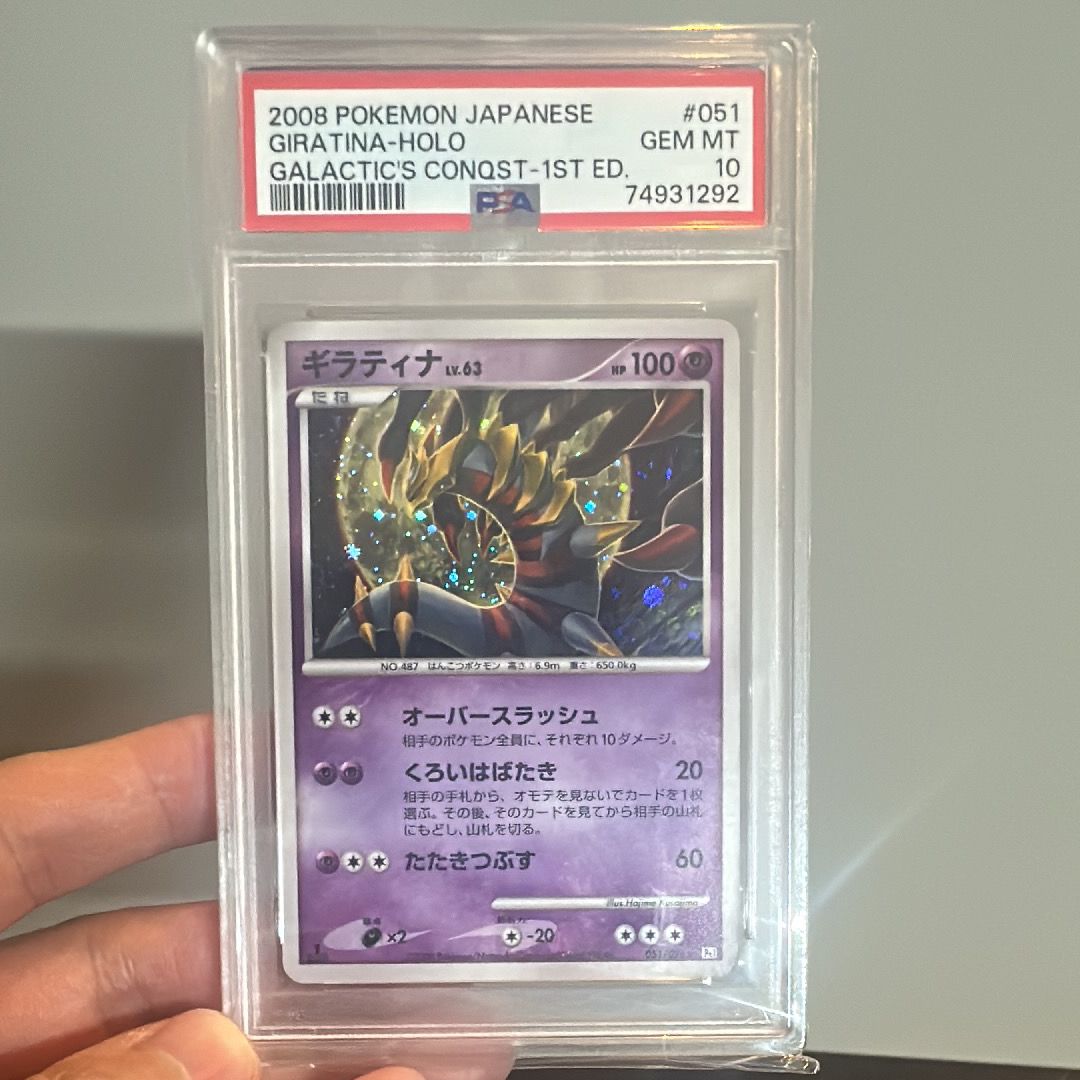 2008 POKEMON JAPANESE #051
GIRATINA-HOLO GEM MT
GALACTIC'S CONQST-1ST ED. 10
PSA 74931292
ギラティナ LV.63 HP 100
たね
NO.487 はんこつポケモン 高さ:6.9m 重さ:650.0kg
オーバースラッシュ
相手のポケモン全員に、それぞれ10ダメージ。
くろいはばたき 20
相手の手札から、オモテを見ないでカードを1枚
選ぶ。その後、そのカードを見てから相手の山札
にもどし、山札を切る。
たたきつぶす 60
illus. Hajime Kusajima
弱点 ×2 抵抗力 -20
1 051